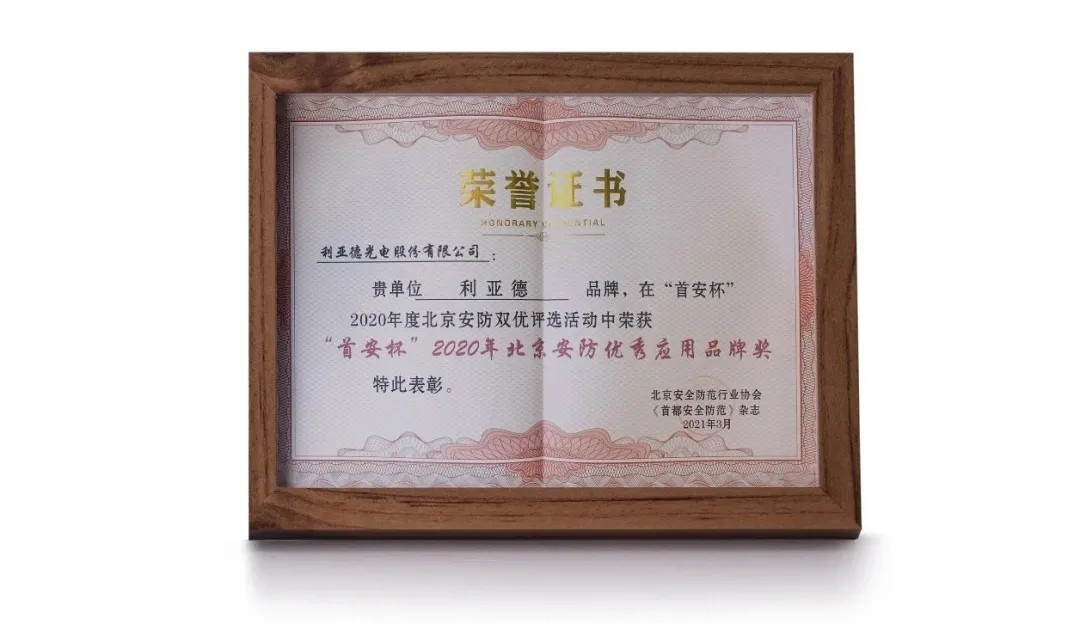 荣誉证书
HONORARY
利亚德光电股份有限公司：
贵单位 利亚德 品牌，在“首安杯”
2020年度北京安防双优评选活动中荣获
“首安杯”2020年北京安防优秀应用品牌奖
特此表彰。
北京安全防范行业协会
《首都安全防范》杂志
2021年3月